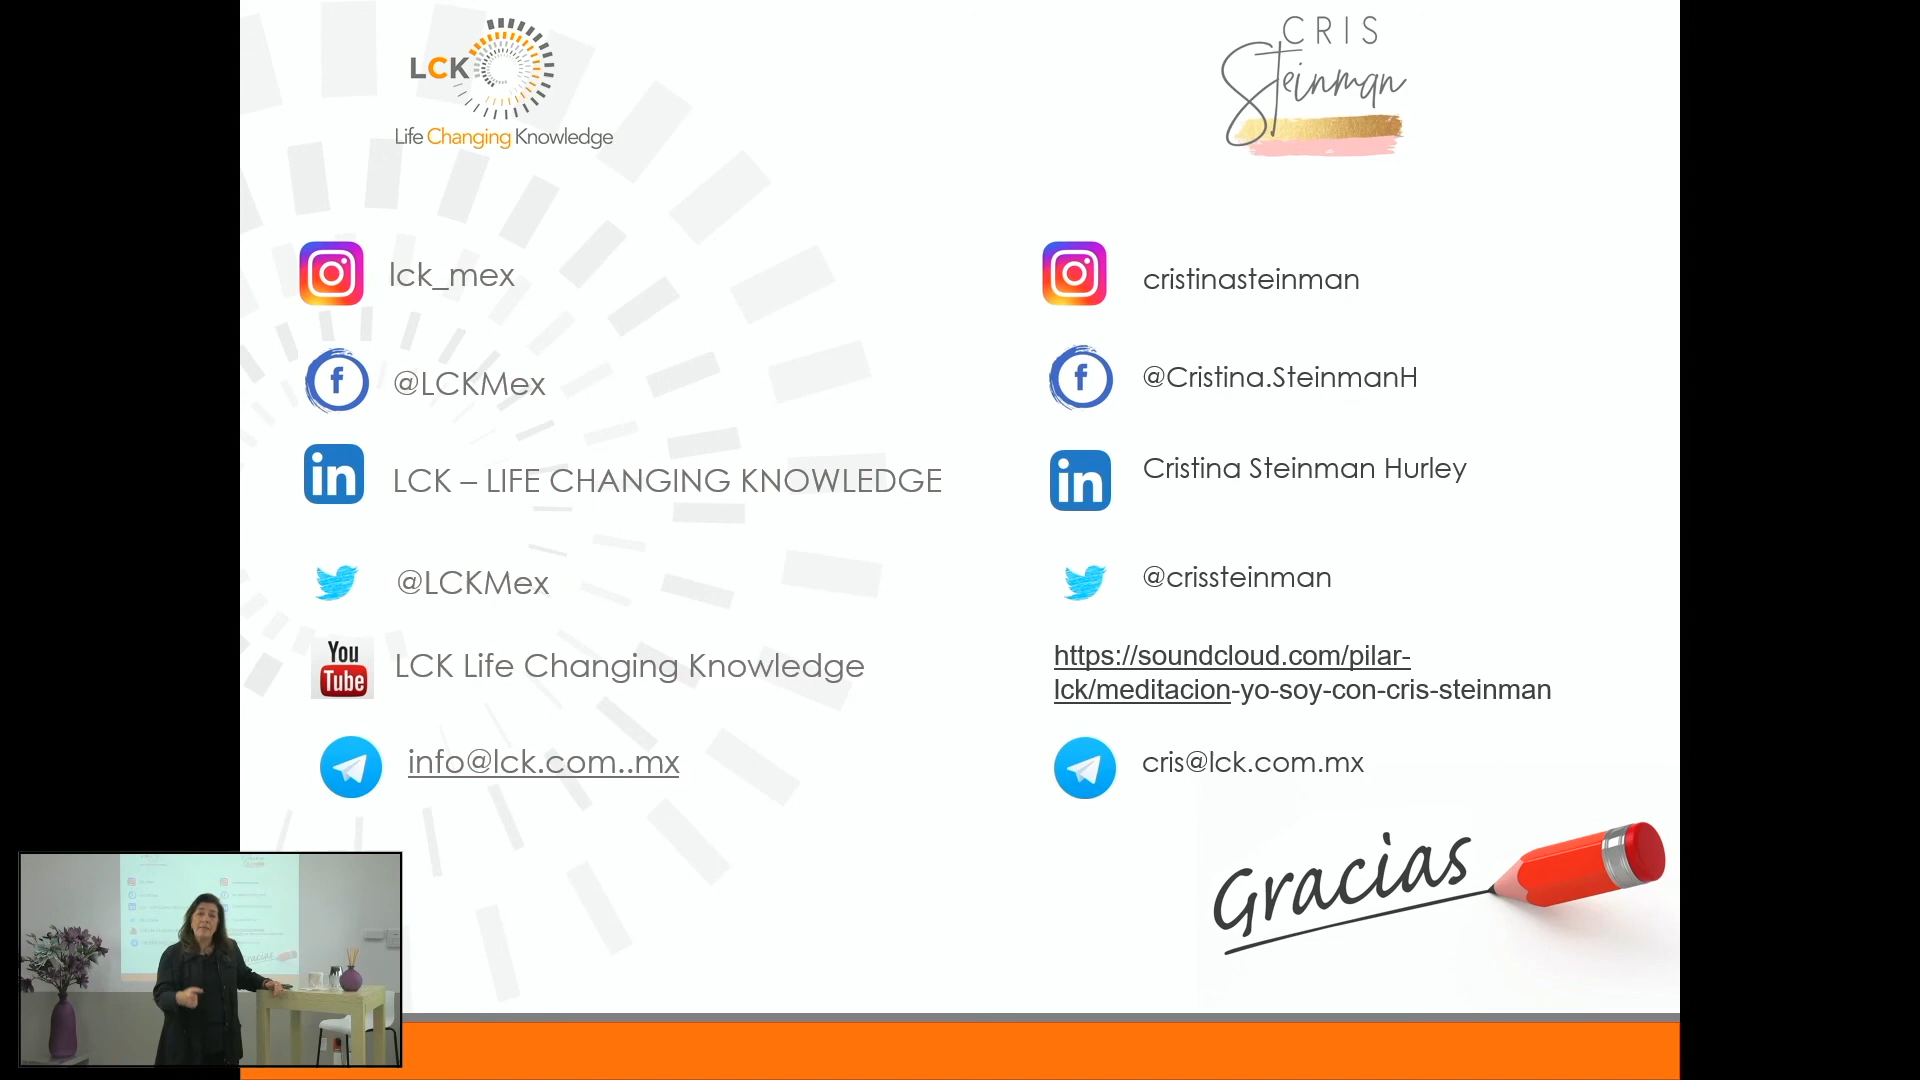 LCK
Life Changing Knowledge
lck_mex
@LCKMex
LCK – LIFE CHANGING KNOWLEDGE
@LCKMex
You
Tube
LCK Life Changing Knowledge
info@lck.com..mx
CRIS
Steinman
cristinasteinman
@Cristina.SteinmanH
Cristina Steinman Hurley
@crissteinman
https://soundcloud.com/pilar-
lck/meditacion-yo-soy-con-cris-steinman
cris@lck.com.mx
Gracias